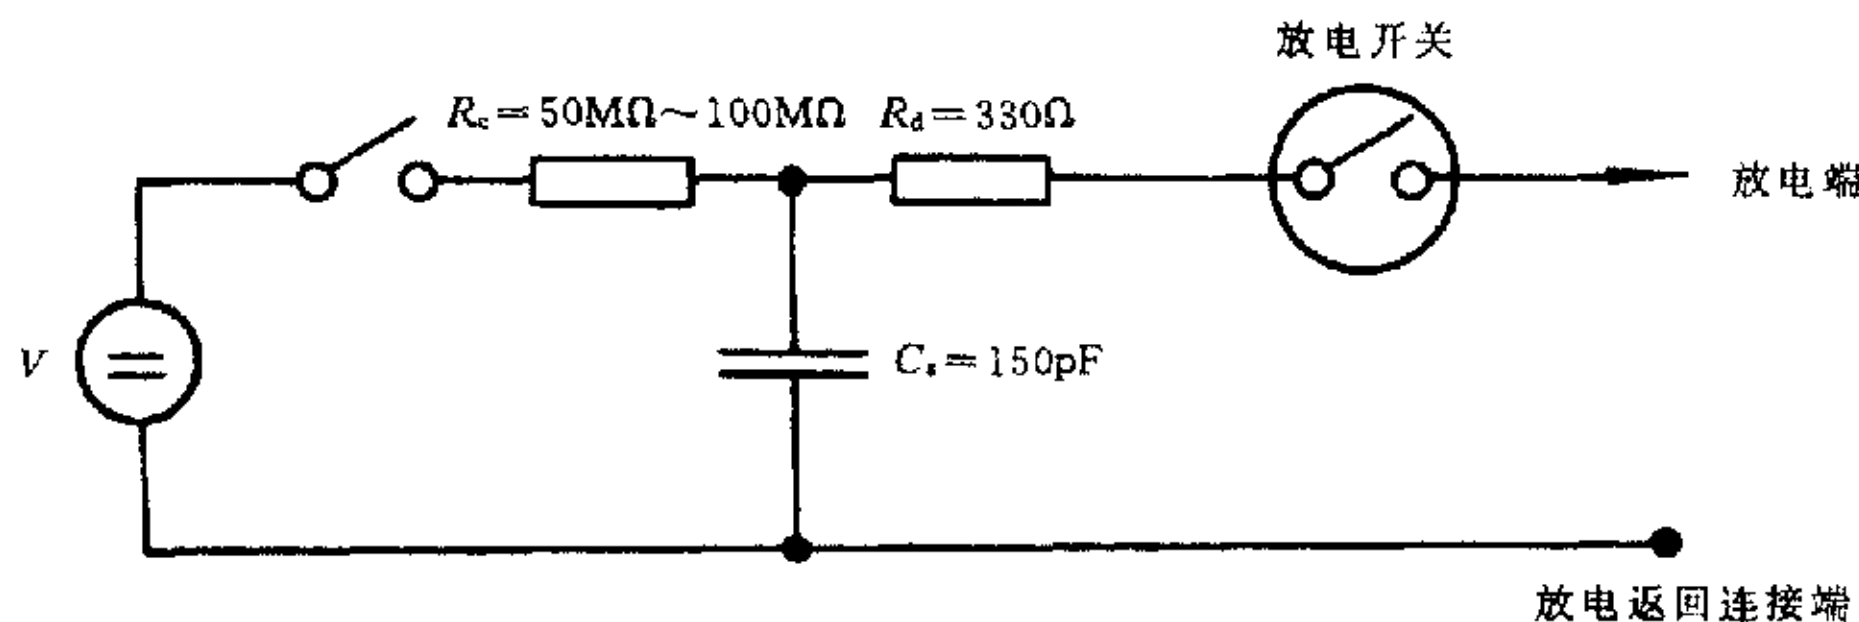 放电开关
Rc=50MΩ~100MΩ Rd=330Ω
放电端
V
Cs=150pF
放电返回连接端